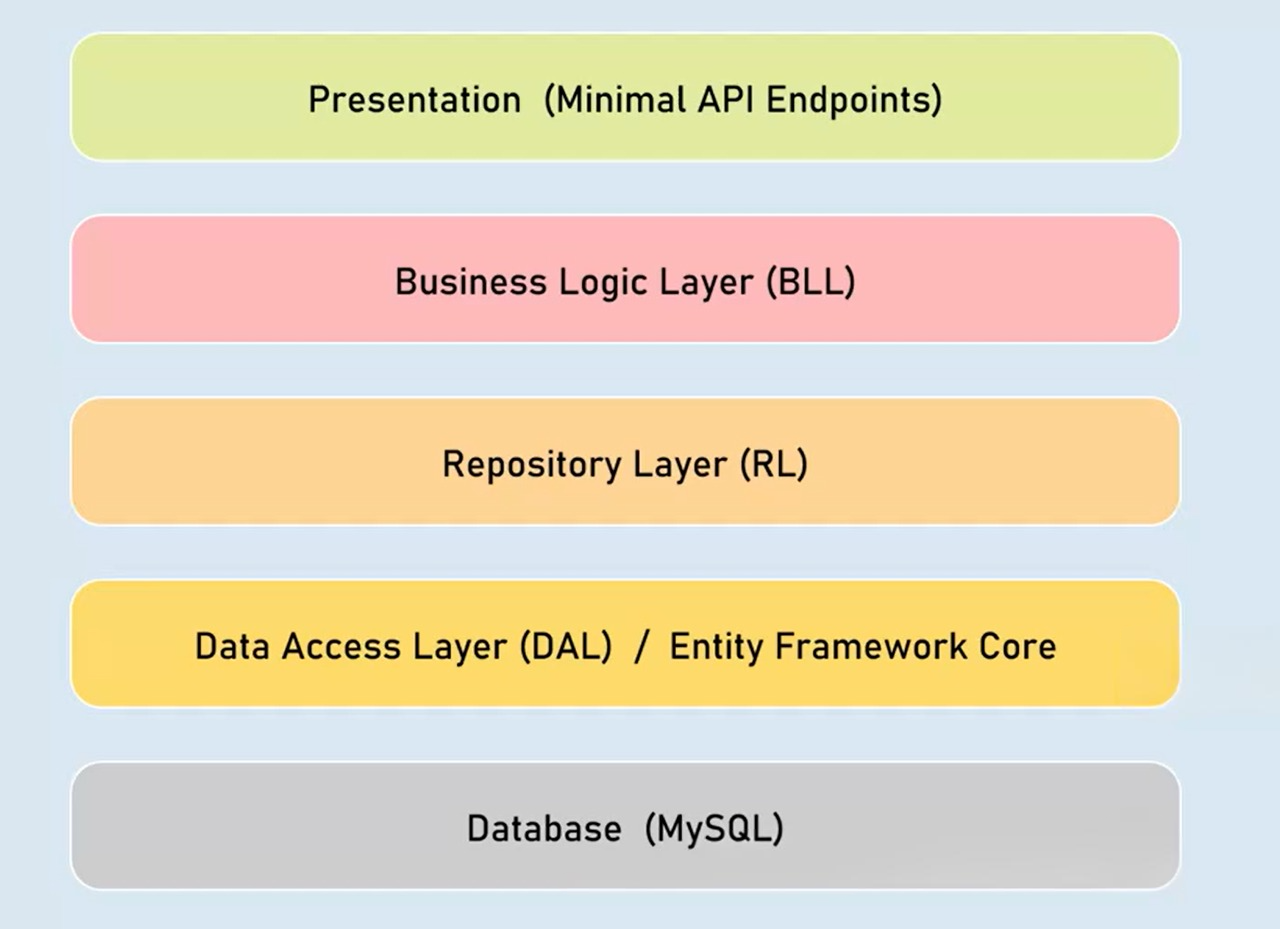 Presentation (Minimal API Endpoints)
Business Logic Layer (BLL)
Repository Layer (RL)
Data Access Layer (DAL) / Entity Framework Core
Database (MySQL)